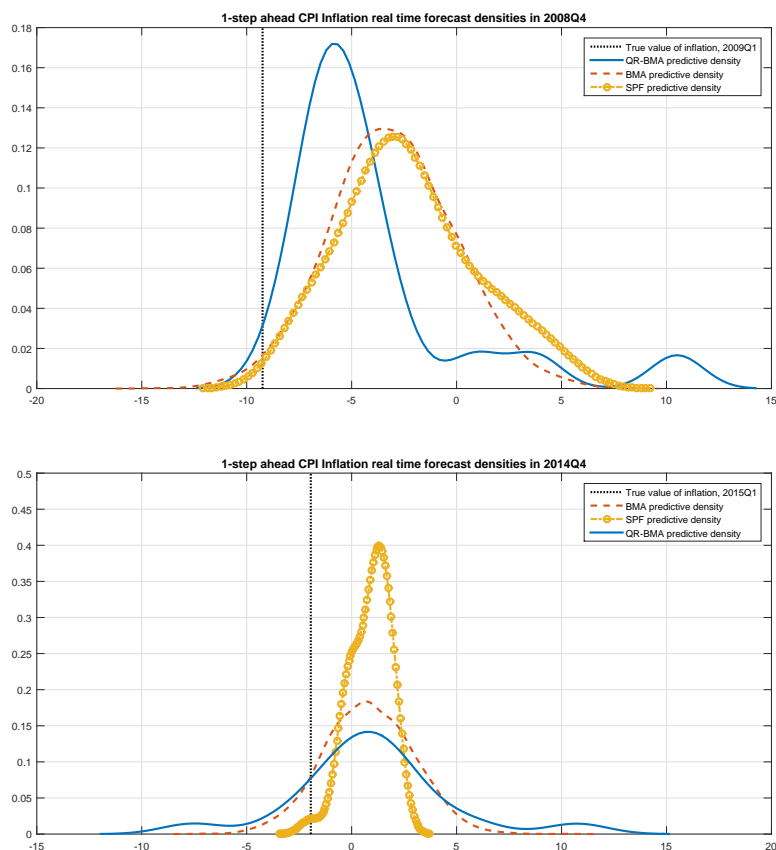 1-step ahead CPI Inflation real time forecast densities in 2008Q4
0.18
0.16
0.14
0.12
0.1
0.08
0.06
0.04
0.02
0
True value of inflation, 2009Q1
QR-BMA predictive density
BMA predictive density
SPF predictive density
-20 -15 -10 -5 0 5 10 15
1-step ahead CPI Inflation real time forecast densities in 2014Q4
0.5
0.45
0.4
0.35
0.3
0.25
0.2
0.15
0.1
0.05
0
True value of inflation, 2015Q1
BMA predictive density
SPF predictive density
QR-BMA predictive density
-15 -10 -5 0 5 10 15 20